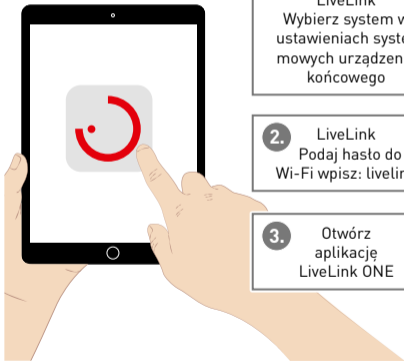 LiveLink
Wybierz system w
ustawieniach syste
mowych urządzen
końcowego
2. LiveLink
Podaj hasło do
Wi-Fi wpisz: livelin
3. Otwórz
aplikację
LiveLink ONE